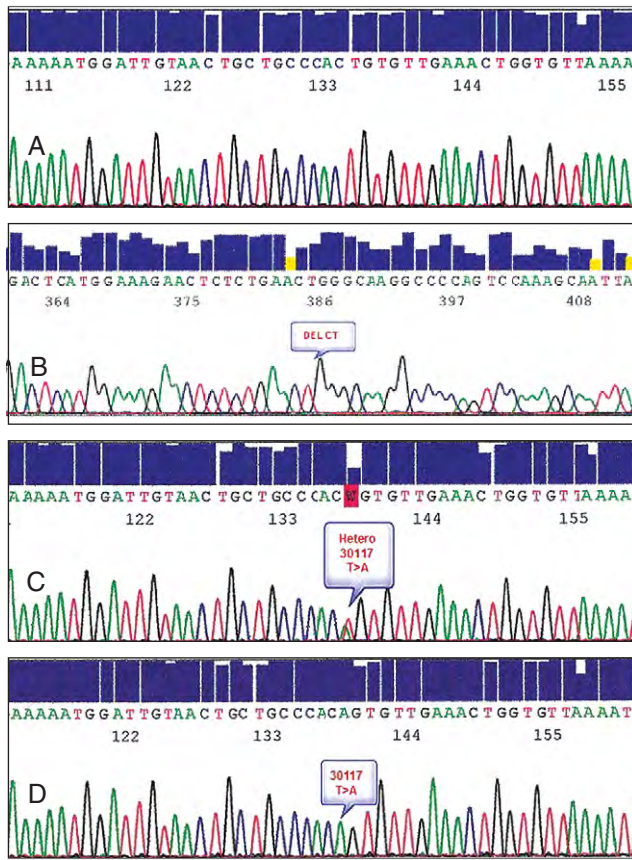 AAAAATGGATTGTAACTGCTGCCCACTGTGTTGAAACTGGTGTTAAAA
111 122 133 144 155
A
GACTCATGGAAAGAACTCTCTGAACTGGGCAAGGCCCCCAGTCCAAAGCAATTA
364 375 386 397 408
DEL CT
B
AAAAATGGATTGTAACTGCTGCCCACWGTGTTGAAACTGGTGTTAAAA
122 133 144 155
Hetero
30117
T>A
C
AAAAATGGATTGTAACTGCTGCCCACAGTGTTGAAACTGGTGTTAAAAT
122 133 144 155
30117
T>A
D